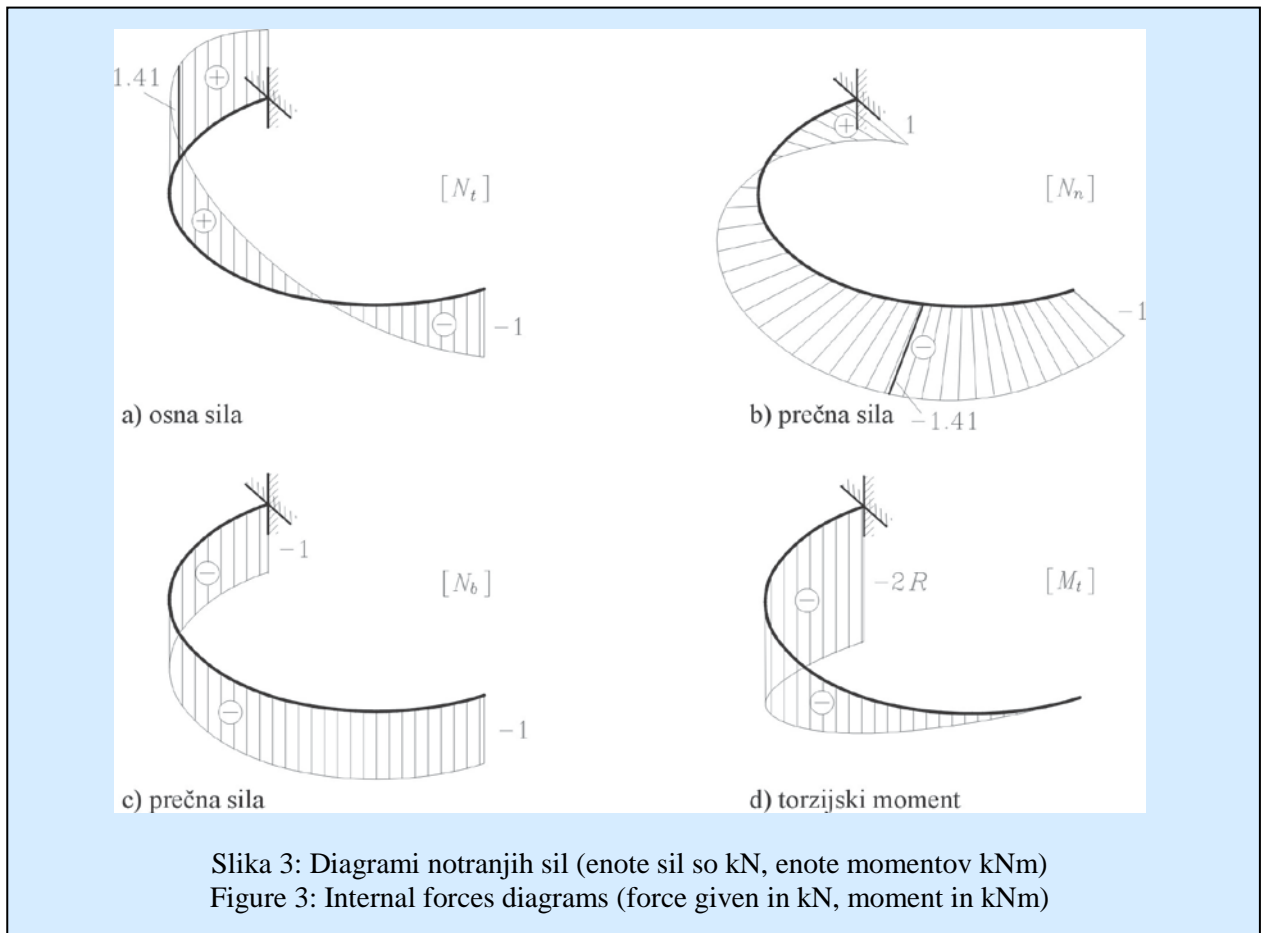 1.41
+
+
[N_t]
−
−1
a) osna sila
+
1
[N_n]
−
−1
−1.41
b) prečna sila
−
−1
[N_b]
−
−1
c) prečna sila
−
−2R
[M_t]
−
d) torzijski moment
Slika 3: Diagrami notranjih sil (enote sil so kN, enote momentov kNm)
Figure 3: Internal forces diagrams (force given in kN, moment in kNm)